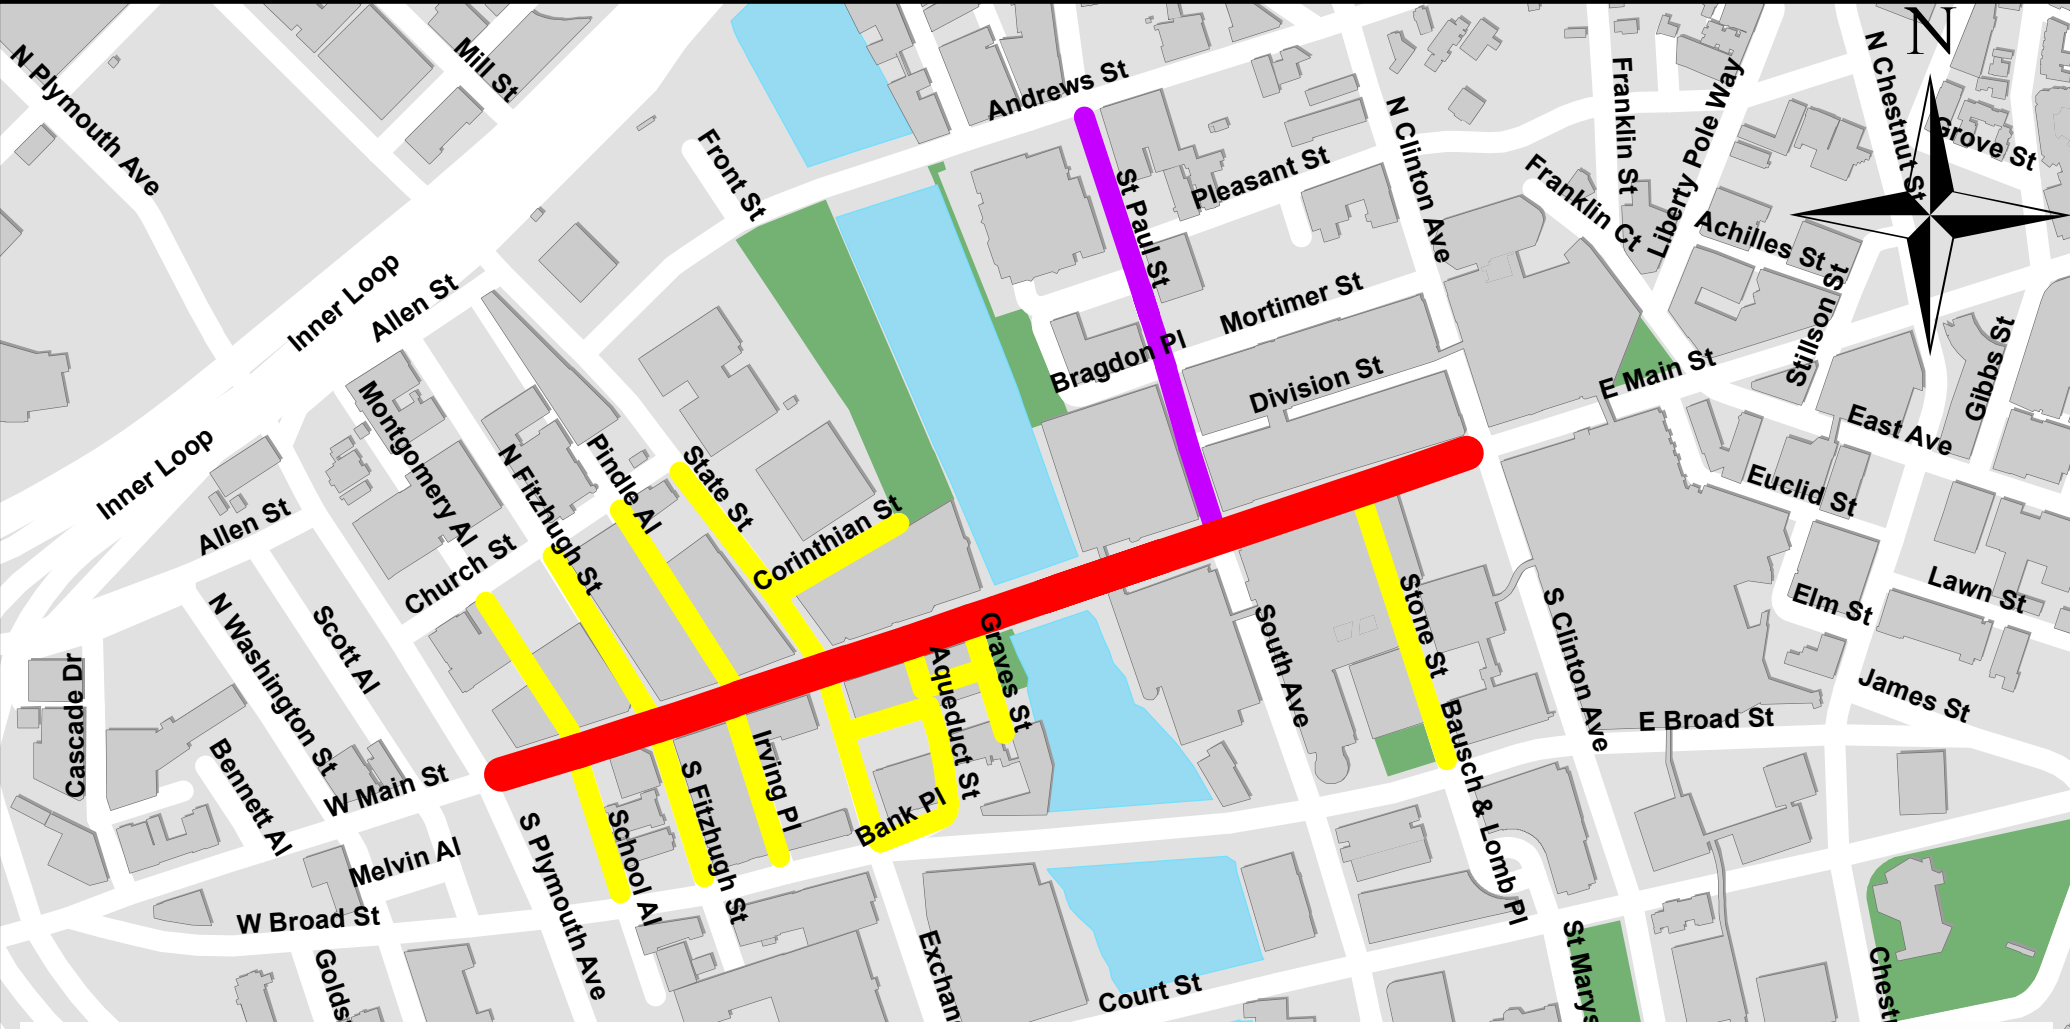 N
N Plymouth Ave
Mill St
Andrews St
Front St
St Paul St
Pleasant St
N Clinton Ave
Franklin St
Liberty Pole Way
N Chestnut St
Grove St
Franklin Ct
Achilles St
Stillson St
Gibbs St
Inner Loop
Allen St
Mortimer St
Bragdon Pl
Division St
E Main St
East Ave
Euclid St
Montgomery Al
N Fitzhugh St
Pindle Al
State St
Corinthian St
Inner Loop
Allen St
Church St
Scott Al
N Washington St
Cascade Dr
Bennett Al
W Main St
Melvin Al
W Broad St
S Plymouth Ave
School Al
S Fitzhugh St
Irving Pl
Bank Pl
Aqueduct St
Graves St
South Ave
Stone St
Bausch & Lomb Pl
S Clinton Ave
E Broad St
Elm St
Lawn St
James St
Golds
Exchan
Court St
St Marys
Chest